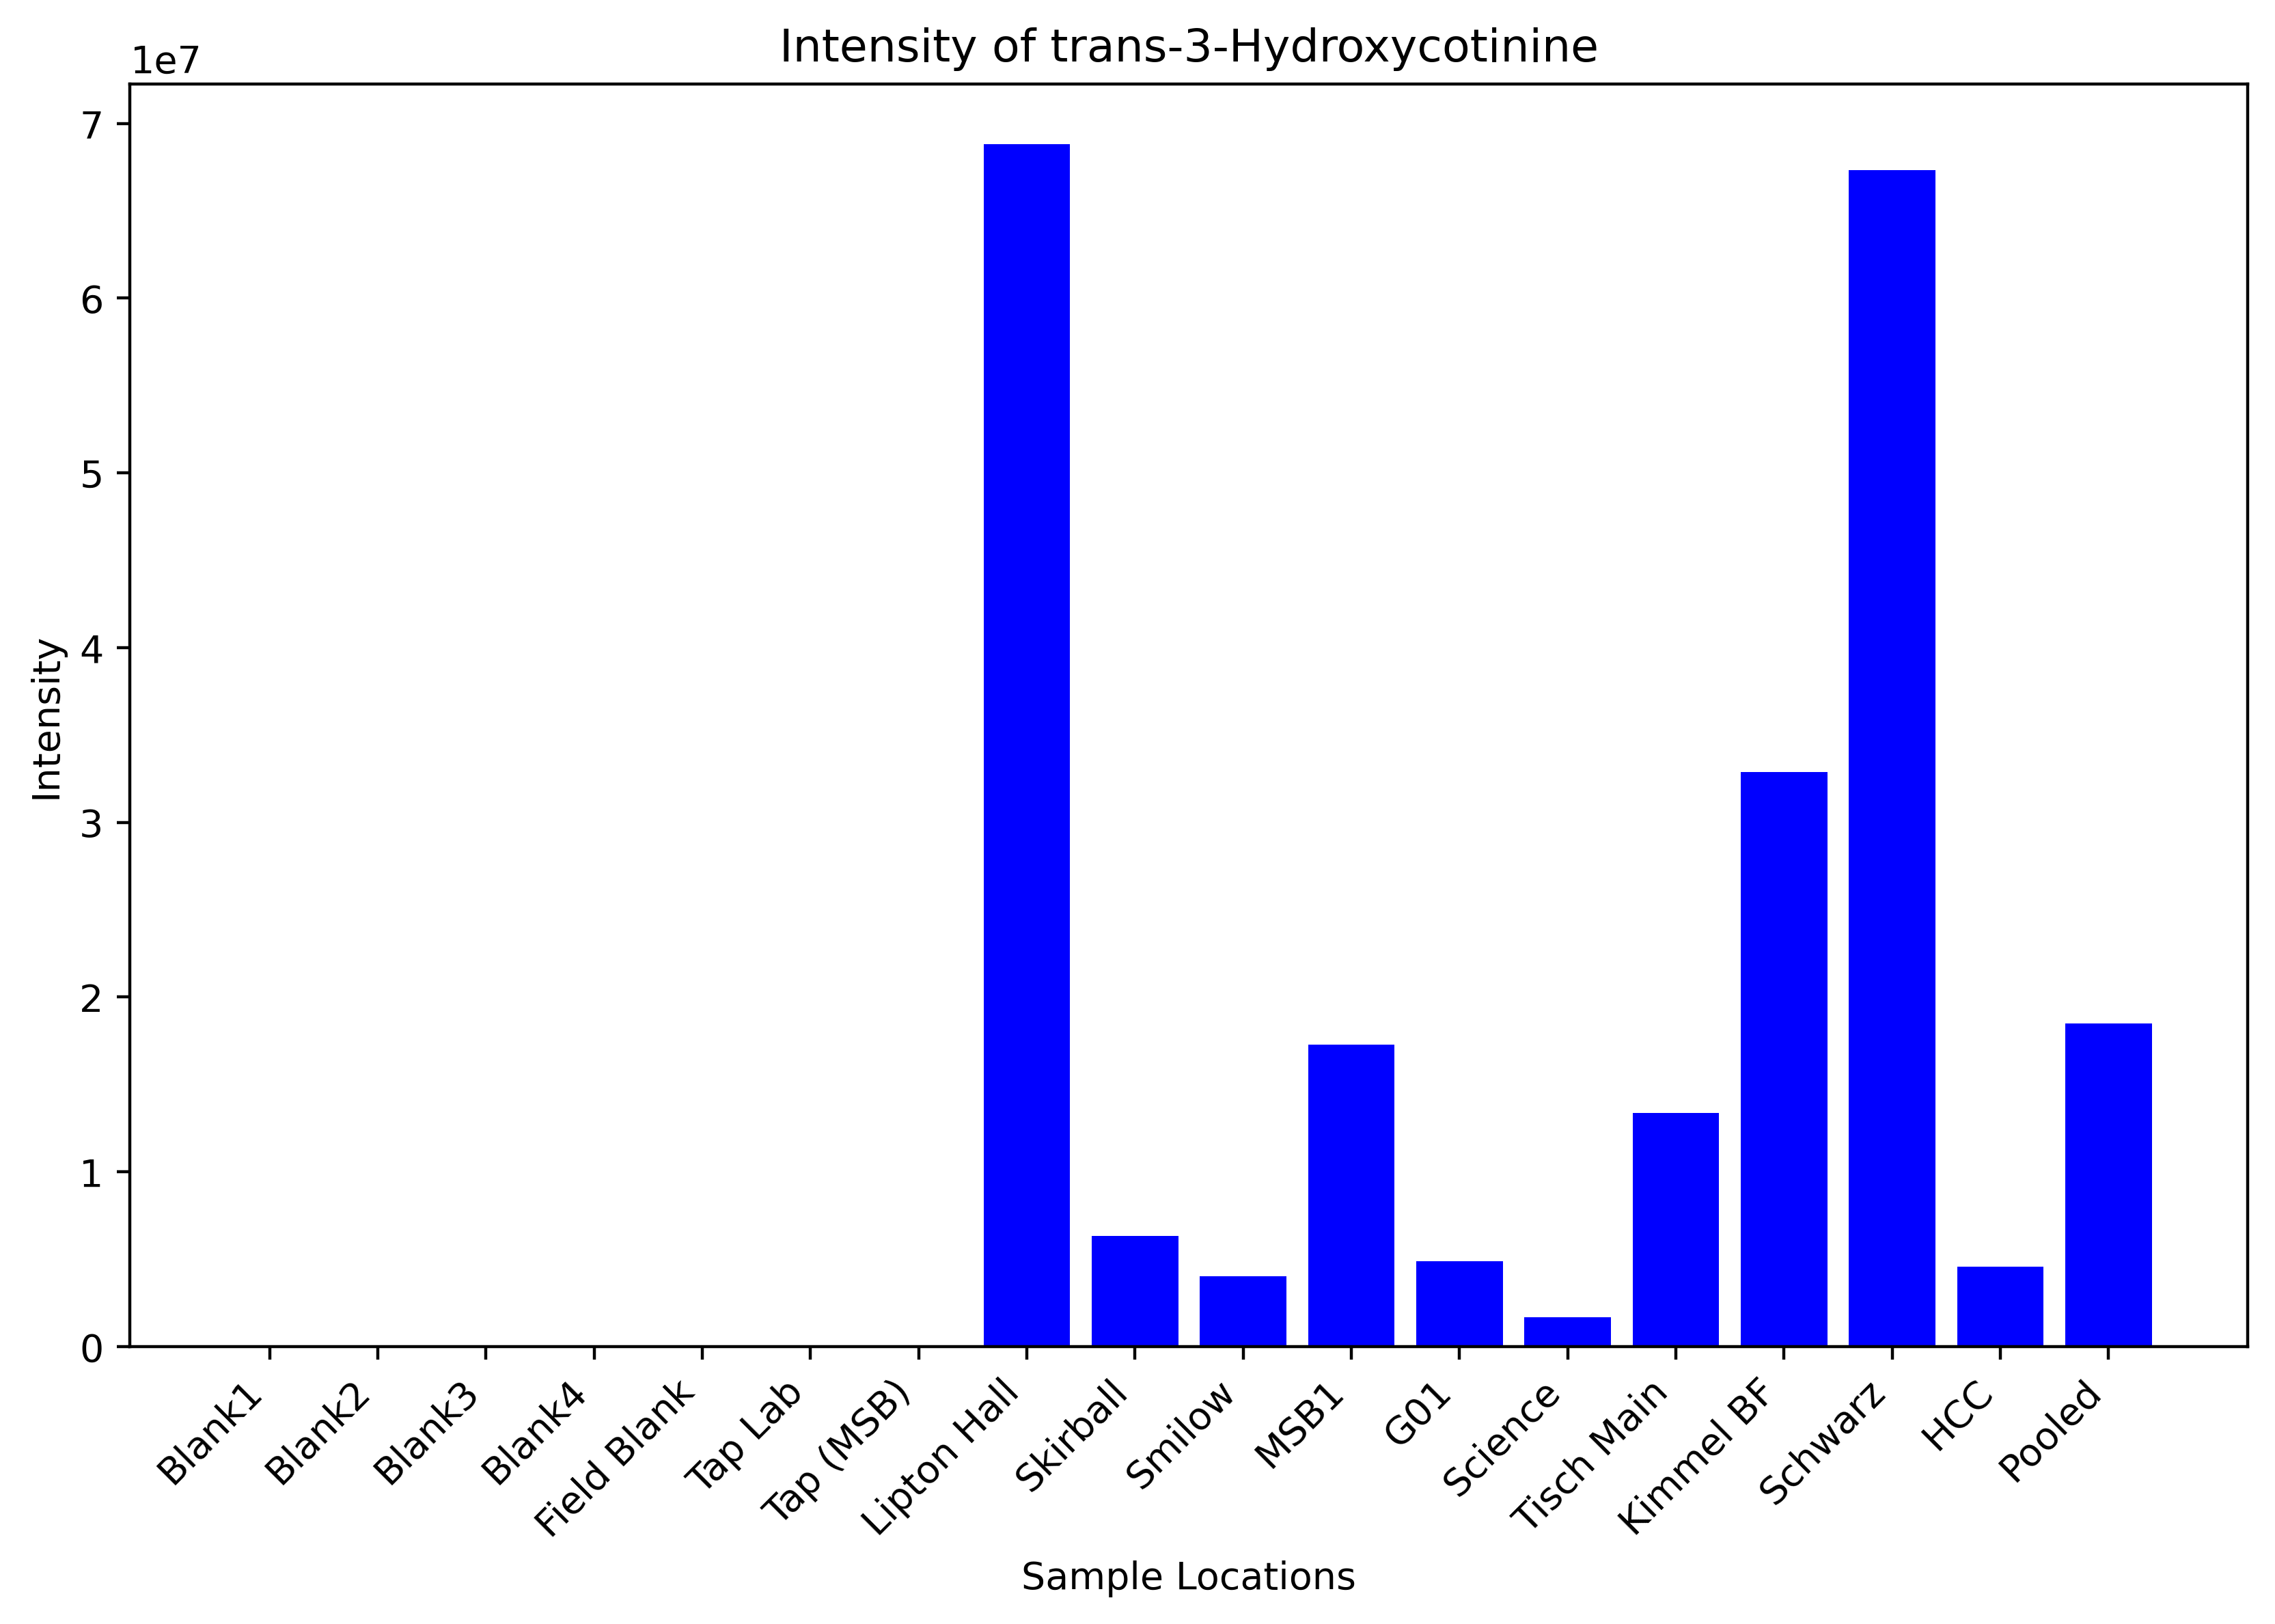 Intensity of trans-3-Hydroxycotinine
1e7
7
6
5
4
3
2
1
0
Intensity
Blank1
Blank2
Blank3
Blank4
Field Blank
Tap Lab
Tap (MSB)
Lipton Hall
Skirball
Smilow
MSB1
G01
Science
Tisch Main
Kimmel BF
Schwarz
HCC
Pooled
Sample Locations